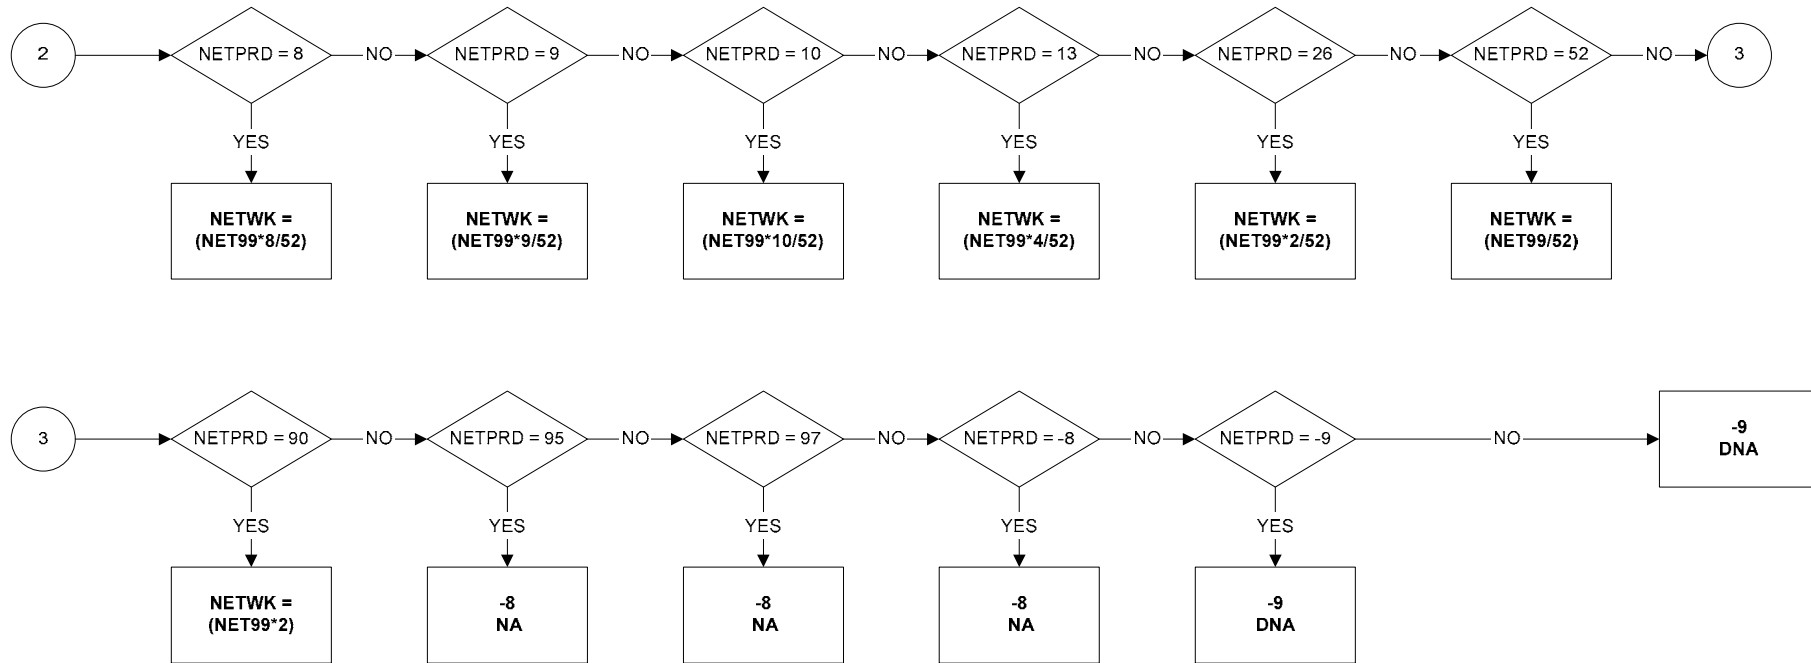 2
NETPRD = 8
NO
NETPRD = 9
NO
NETPRD = 10
NO
NETPRD = 13
NO
NETPRD = 26
NO
NETPRD = 52
NO
3
YES
YES
YES
YES
YES
YES
NETWK =
(NET99*8/52)
NETWK =
(NET99*9/52)
NETWK =
(NET99*10/52)
NETWK =
(NET99*4/52)
NETWK =
(NET99*2/52)
NETWK =
(NET99/52)
3
NETPRD = 90
NO
NETPRD = 95
NO
NETPRD = 97
NO
NETPRD = -8
NO
NETPRD = -9
NO
-9
DNA
YES
YES
YES
YES
YES
NETWK =
(NET99*2)
-8
NA
-8
NA
-8
NA
-9
DNA